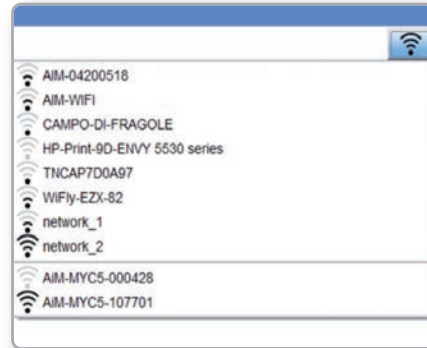 AiM-04200518
AiM-WIFI
CAMPO-DI-FRAGOLE
HP-Print-9D-ENVY 5530 series
TNCAP7D0A97
WiFly-EZX-82
network_1
network_2
AiM-MYC5-000428
AiM-MYC5-107701